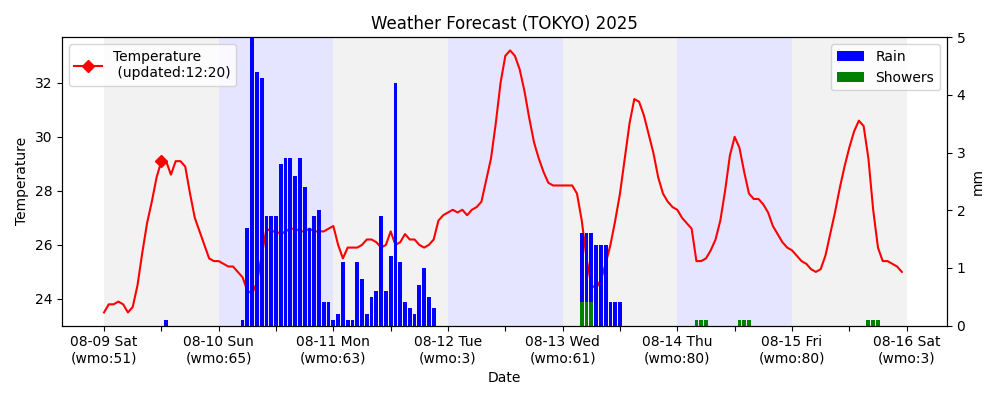 Weather Forecast (TOKYO) 2025
Temperature
(updated:12:20)
Rain
Showers
32
30
28
26
24
Temperature
5
4
3
2
1
0
mm
08-09 Sat
(wmo:51)
08-10 Sun
(wmo:65)
08-11 Mon
(wmo:63)
08-12 Tue
(wmo:3)
08-13 Wed
(wmo:61)
08-14 Thu
(wmo:80)
08-15 Fri
(wmo:80)
08-16 Sat
(wmo:3)
Date